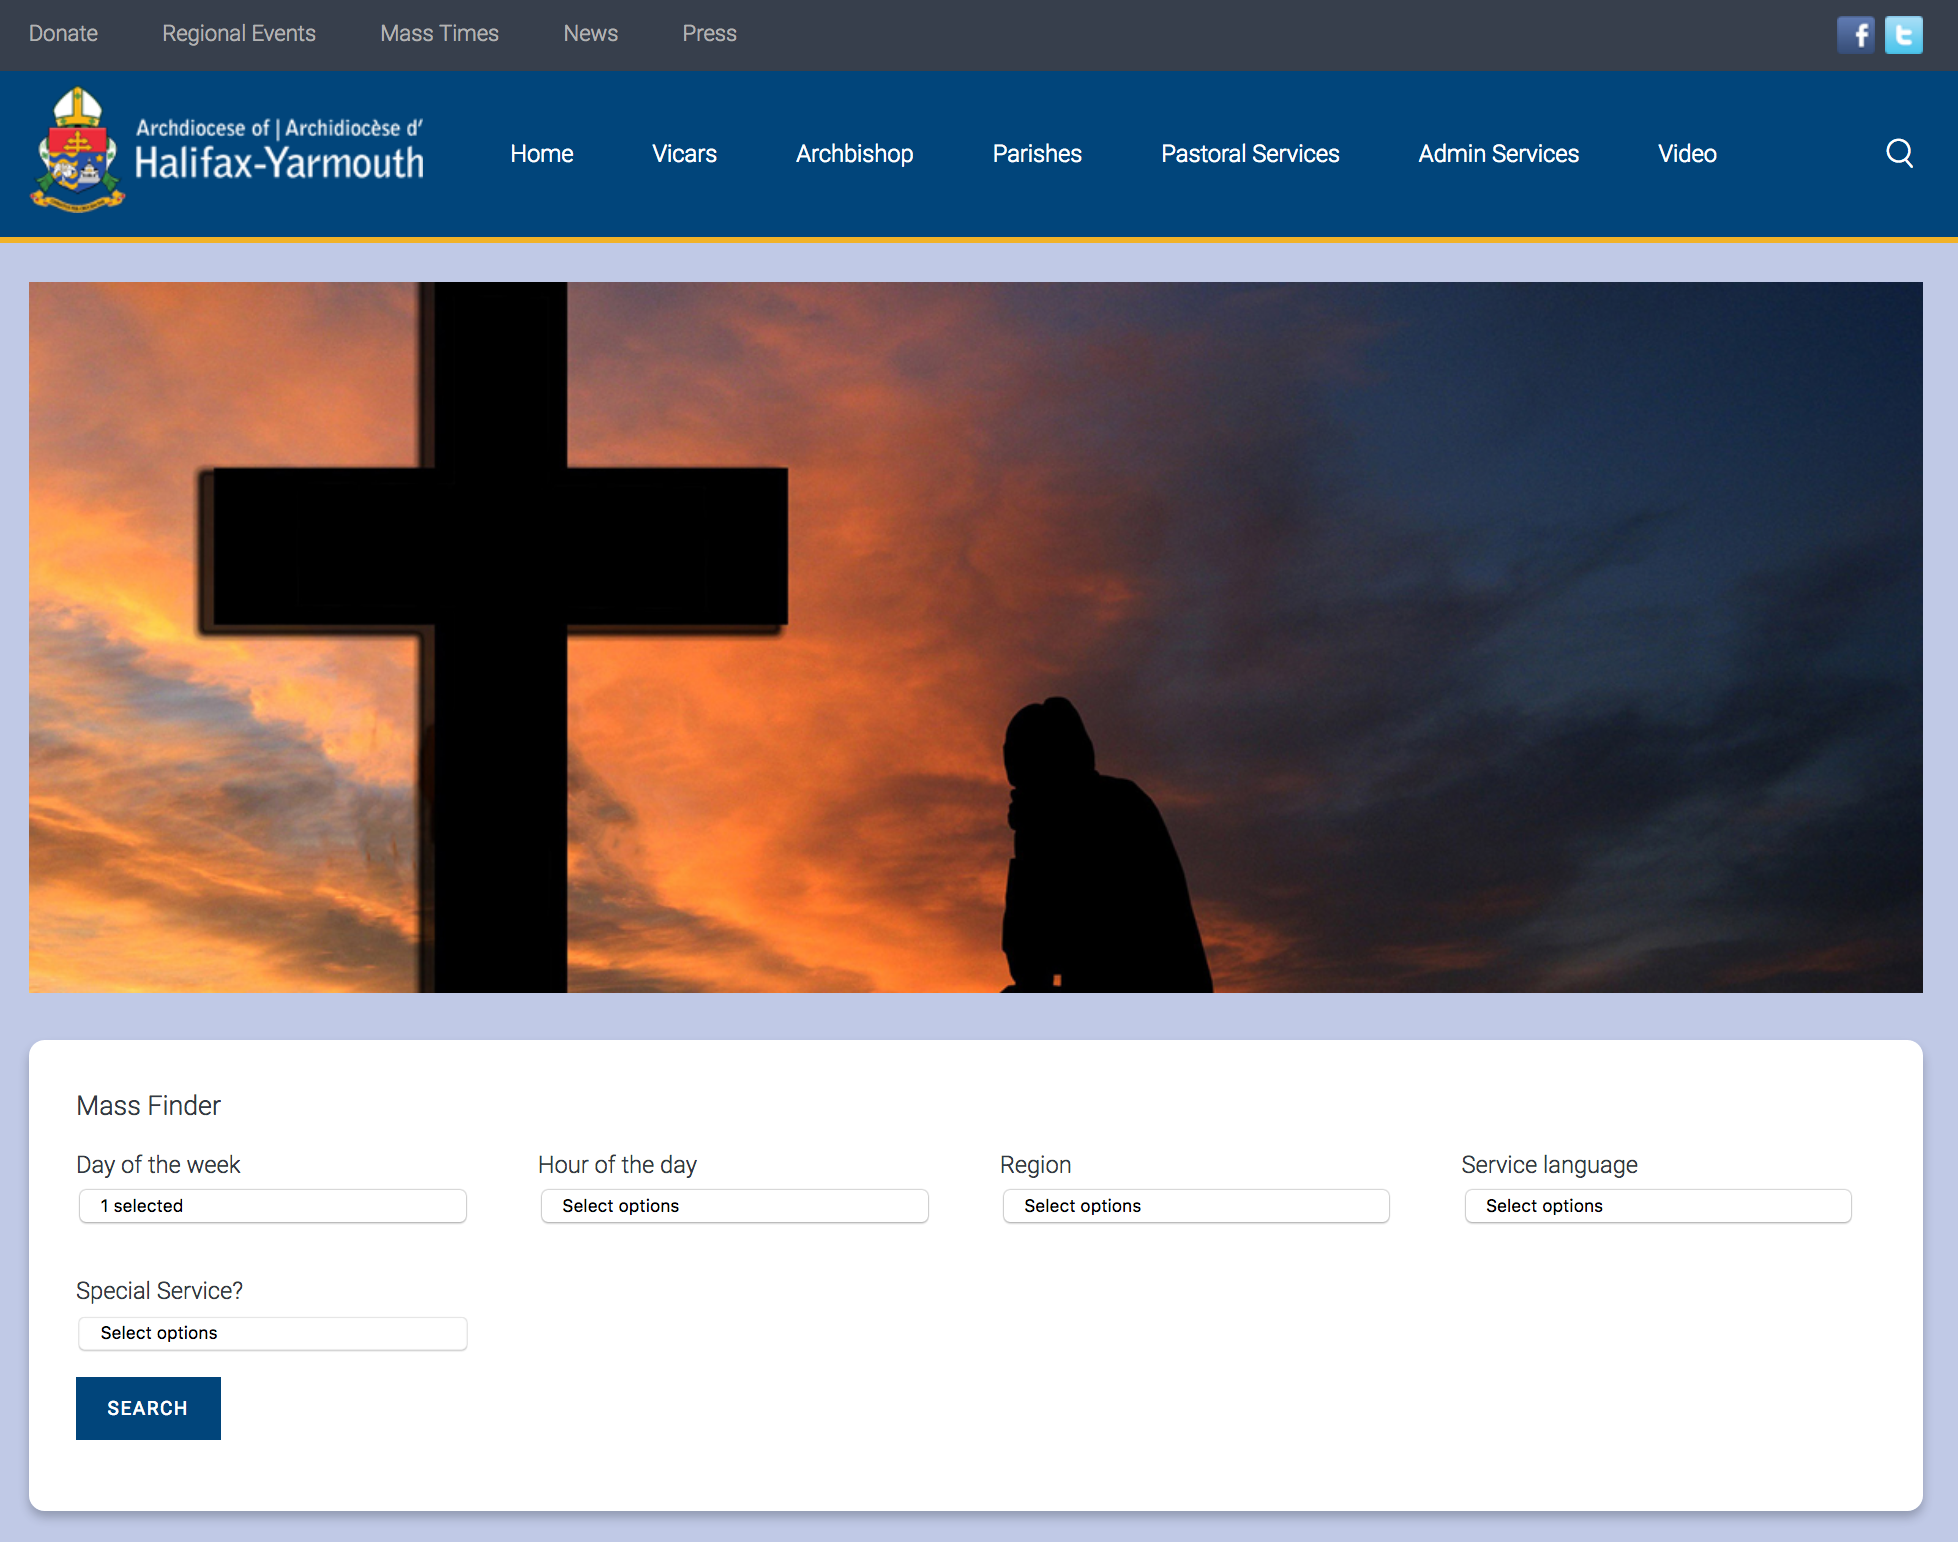 Donate Regional Events Mass Times News Press
Archdiocese of | Archidiocèse d'
Halifax-Yarmouth
Home Vicars Archbishop Parishes Pastoral Services Admin Services Video
Mass Finder
Day of the week Hour of the day Region Service language
1 selected Select options Select options Select options
Special Service?
Select options
SEARCH